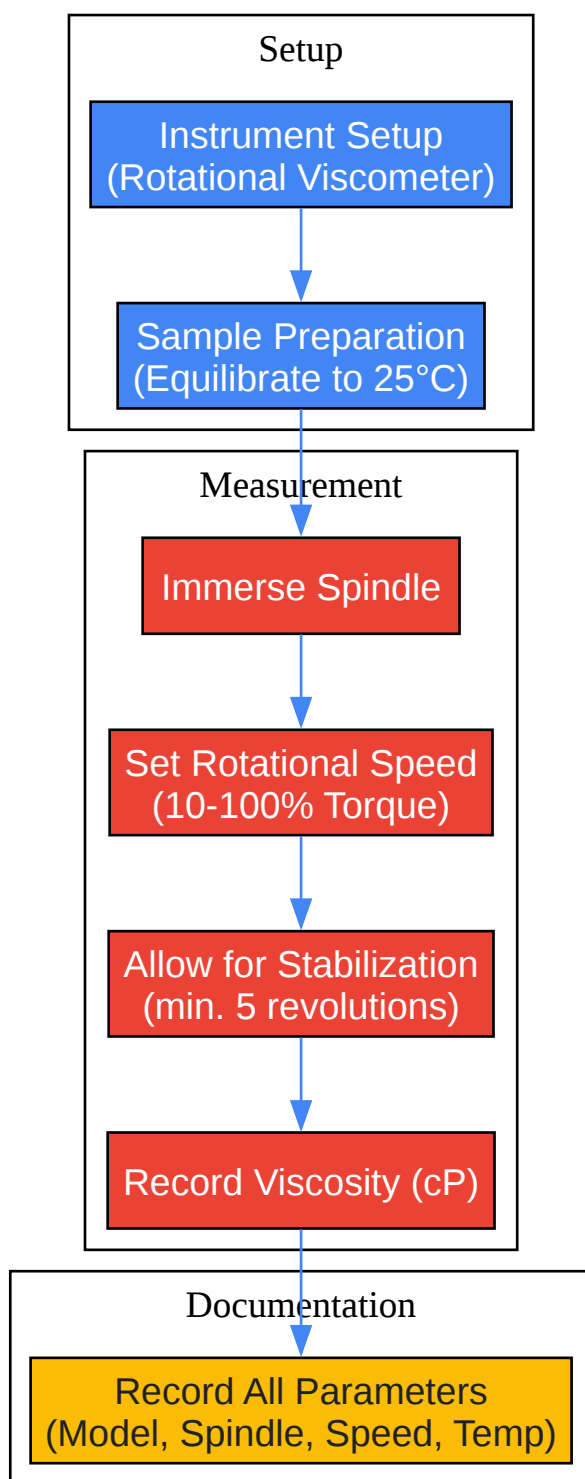 Setup
Instrument Setup
(Rotational Viscometer)
Sample Preparation
(Equilibrate to 25°C)
Measurement
Immerse Spindle
Set Rotational Speed
(10-100% Torque)
Allow for Stabilization
(min. 5 revolutions)
Record Viscosity (cP)
Documentation
Record All Parameters
(Model, Spindle, Speed, Temp)